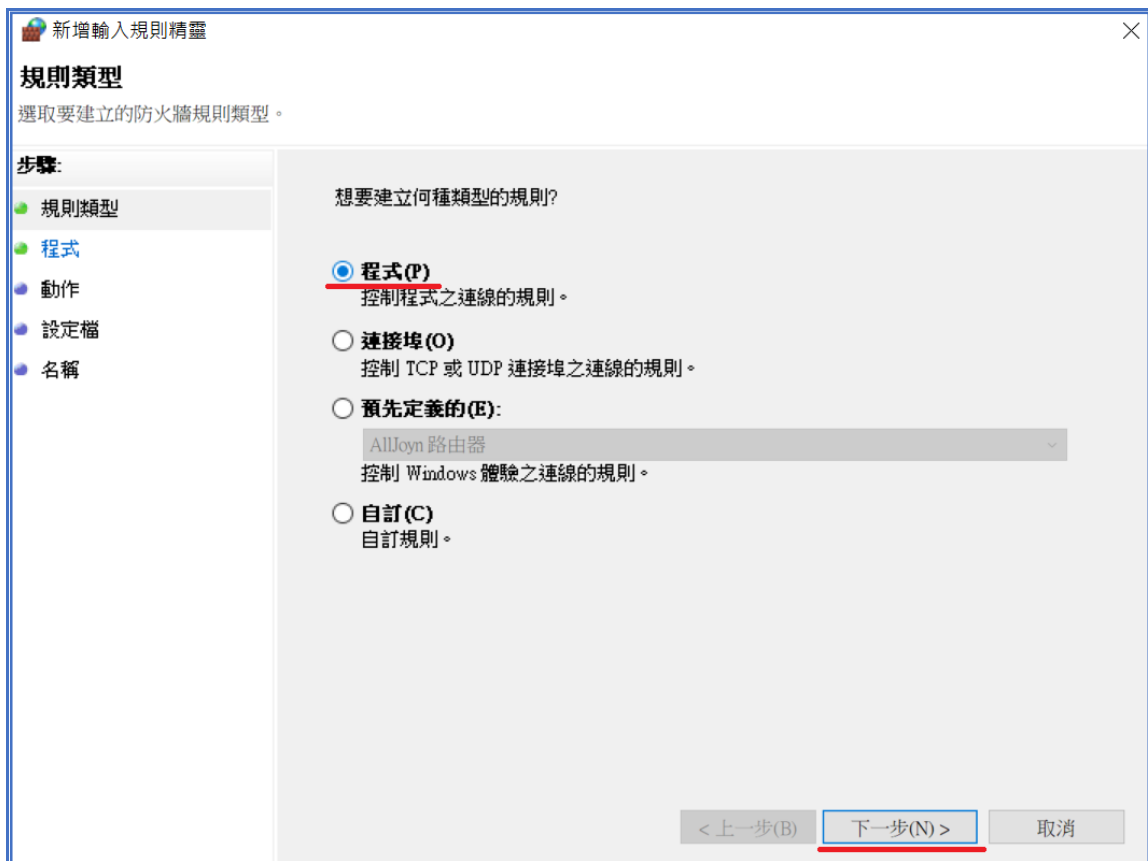 新增輸入規則精靈
規則類型
選取要建立的防火牆規則類型。
步驟:
規則類型
程式
動作
設定檔
名稱
想要建立何種類型的規則?
程式(P)
控制程式之連線的規則。
連接埠(O)
控制 TCP 或 UDP 連接埠之連線的規則。
預先定義的(E):
AllJoyn 路由器
控制 Windows 體驗之連線的規則。
自訂(C)
自訂規則。
< 上一步(B)
下一步(N) >
取消